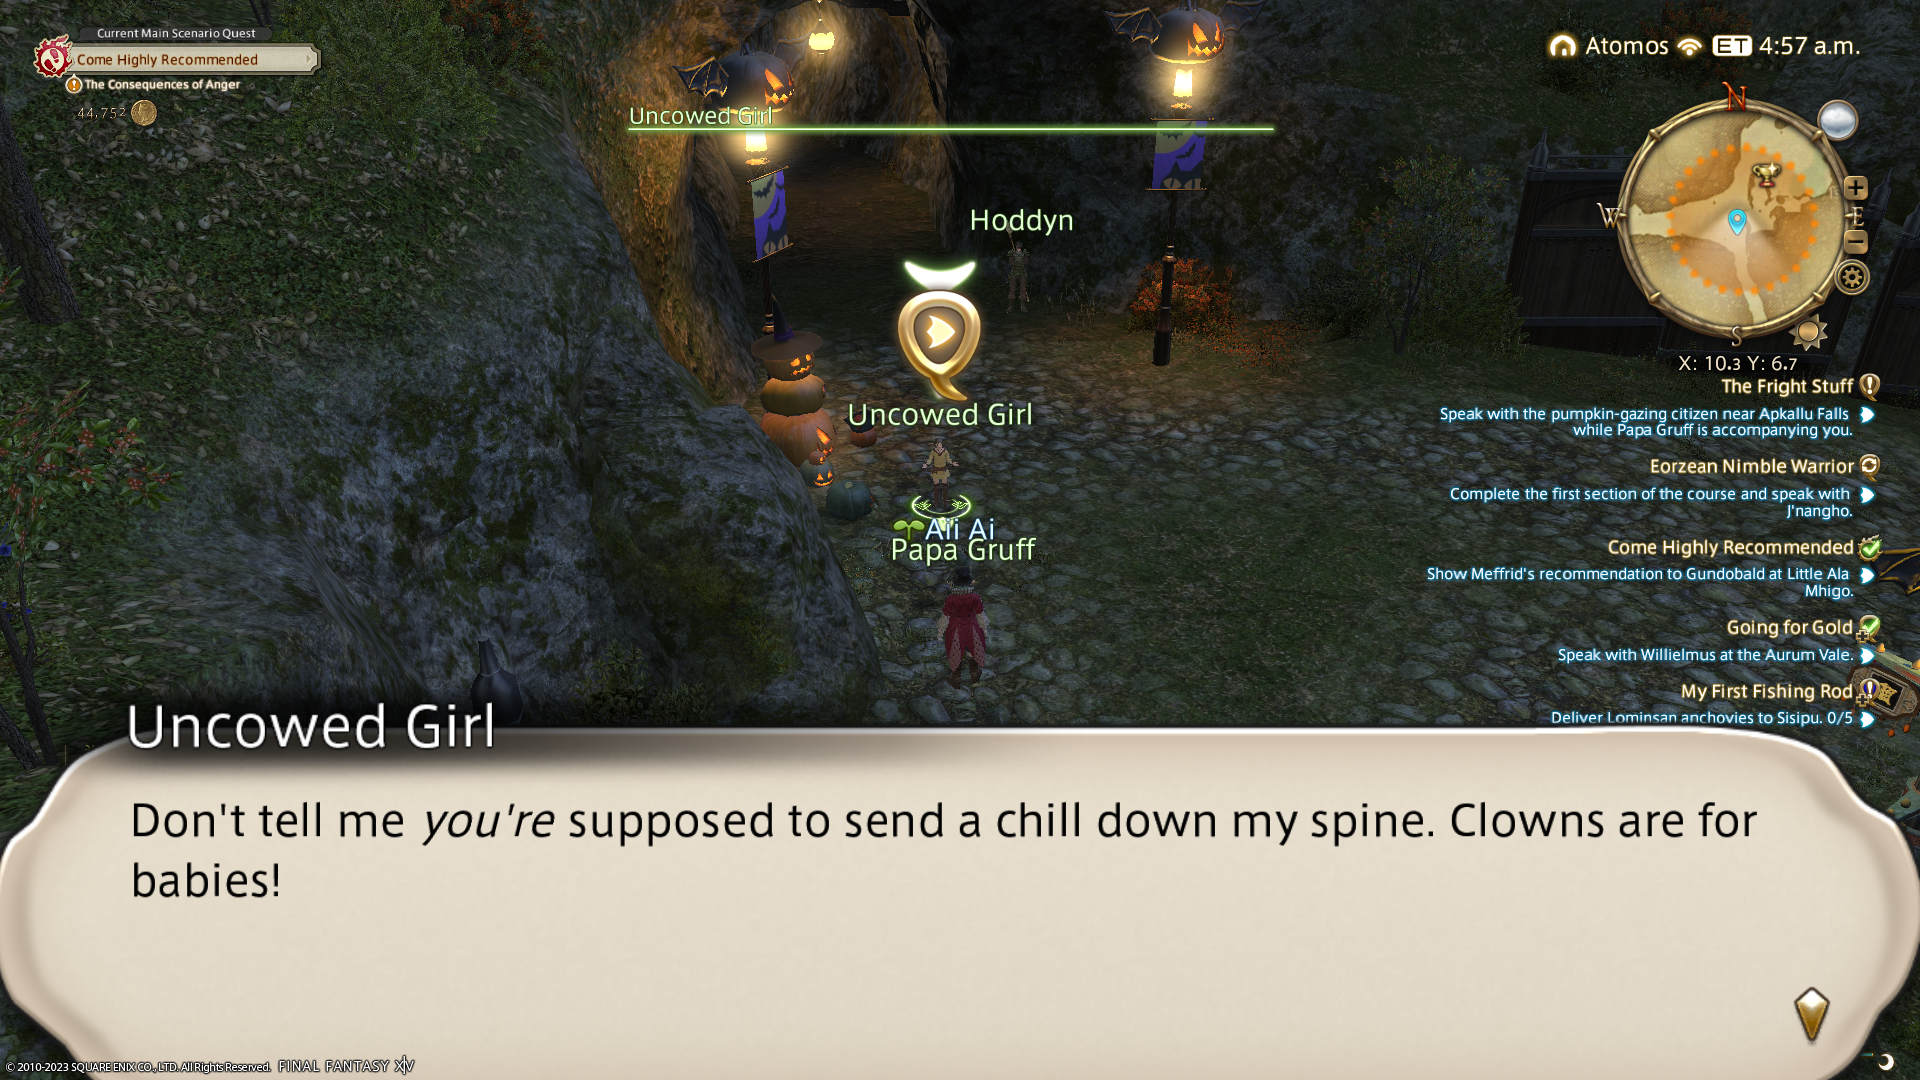 Current Main Scenario Quest
Come Highly Recommended
The Consequences of Anger
44,752
Atomos ET 4:57 a.m.
Uncowed Girl
Hoddyn
Uncowed Girl
Aii Ai
Papa Gruff
N
W
E
S
X: 10.3 Y: 6.7
The Fright Stuff
Speak with the pumpkin-gazing citizen near Apkallu Falls
while Papa Gruff is accompanying you.
Eorzean Nimble Warrior
Complete the first section of the course and speak with
J'nangho.
Come Highly Recommended
Show Meffrid's recommendation to Gundobald at Little Ala
Mhigo.
Going for Gold
Speak with Willielmus at the Aurum Vale.
My First Fishing Rod
Deliver Lominsan anchovies to Sisipu. 0/5
Uncowed Girl
Don't tell me you're supposed to send a chill down my spine. Clowns are for
babies!
© 2010-2023 SQUARE ENIX CO., LTD. All Rights Reserved. FINAL FANTASY XIV